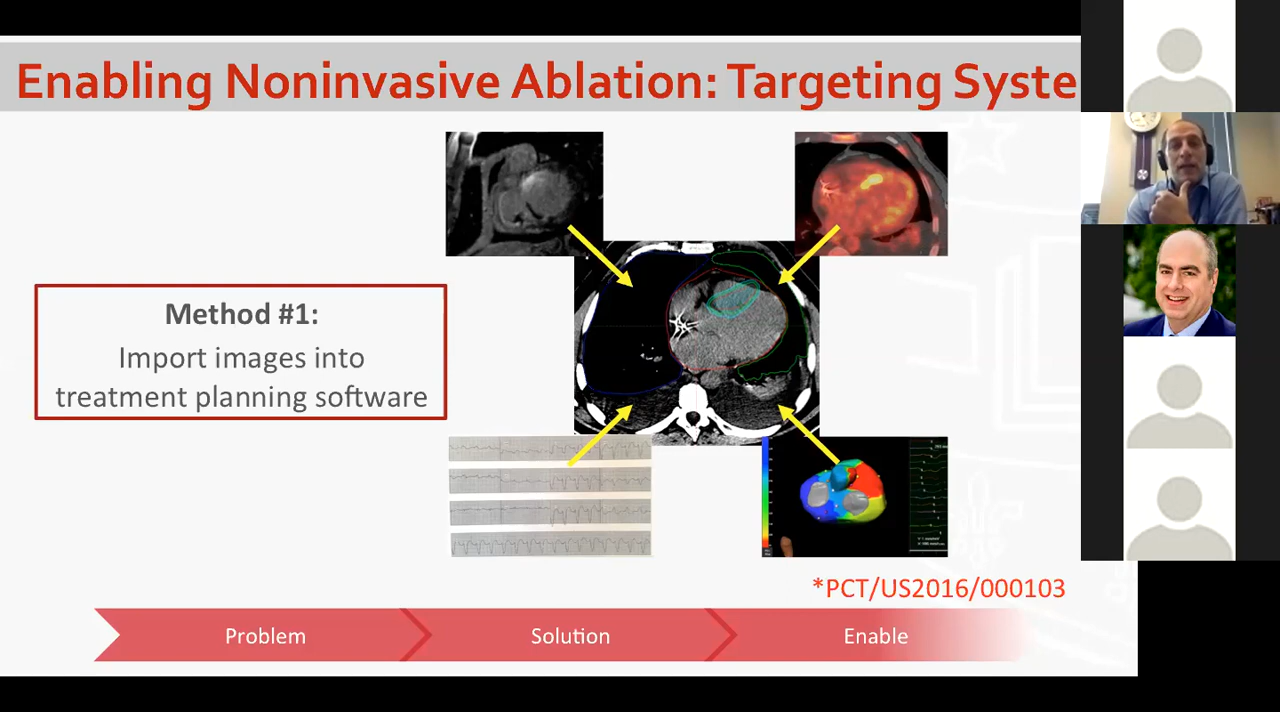 Enabling Noninvasive Ablation: Targeting Syste
Method #1:
Import images into
treatment planning software
*PCT/US2016/000103
Problem
Solution
Enable